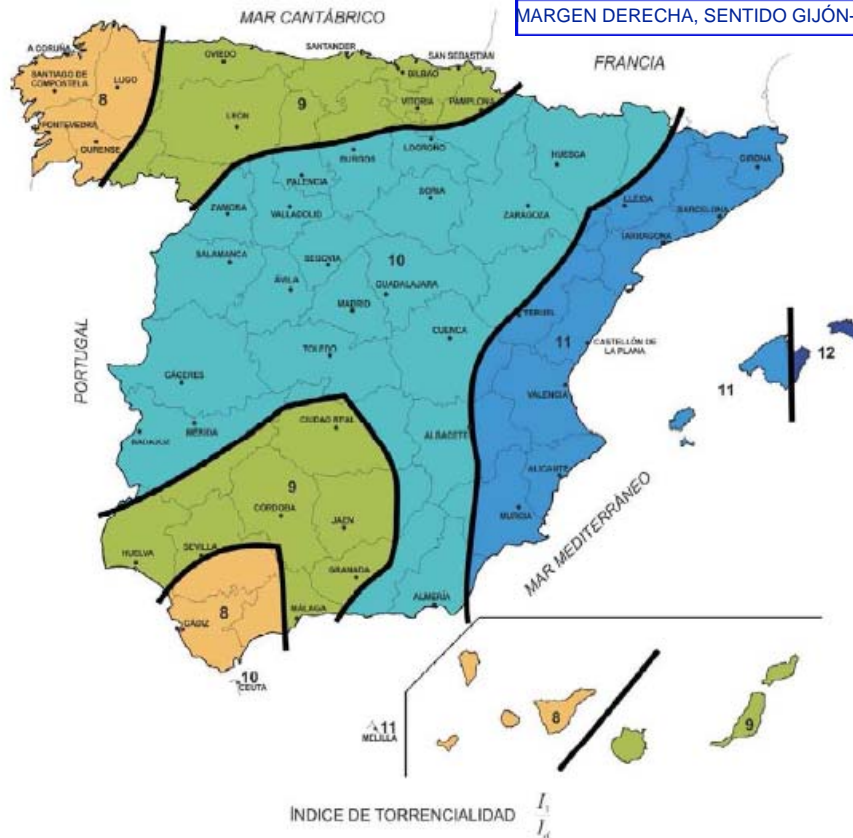 MARGEN DERECHA, SENTIDO GIJÓN-
MAR CANTÁBRICO
FRANCIA
A CORUÑA
SANTIAGO DE
COMPOSTELA
LUGO
8
PONTEVEDRA
OURENSE
OVIEDO
SANTANDER
SAN SEBASTIAN
BILBAO
9
LEÓN
VITORIA
PAMPLONA
BURGOS
LOGROÑO
HUESCA
GIRONA
PALENCIA
ZAMORA
VALLADOLID
SORIA
ZARAGOZA
LLEIDA
BARCELONA
TARRAGONA
SALAMANCA
SEGOVIA
10
ÁVILA
GUADALAJARA
MADRID
TERUEL
PORTUGAL
TOLEDO
CUENCA
11
CASTELLÓN DE
LA PLANA
12
11
CÁCERES
VALENCIA
MÉRIDA
BADAJOZ
CIUDAD REAL
ALBACETE
ALICANTE
9
CÓRDOBA
JAÉN
MURCIA
MAR MEDITERRÁNEO
HUELVA
SEVILLA
GRANADA
ALMERÍA
MÁLAGA
8
CÁDIZ
10
CEUTA
11
MELILLA
8
9
ÍNDICE DE TORRENCIALIDAD I₁/I_d